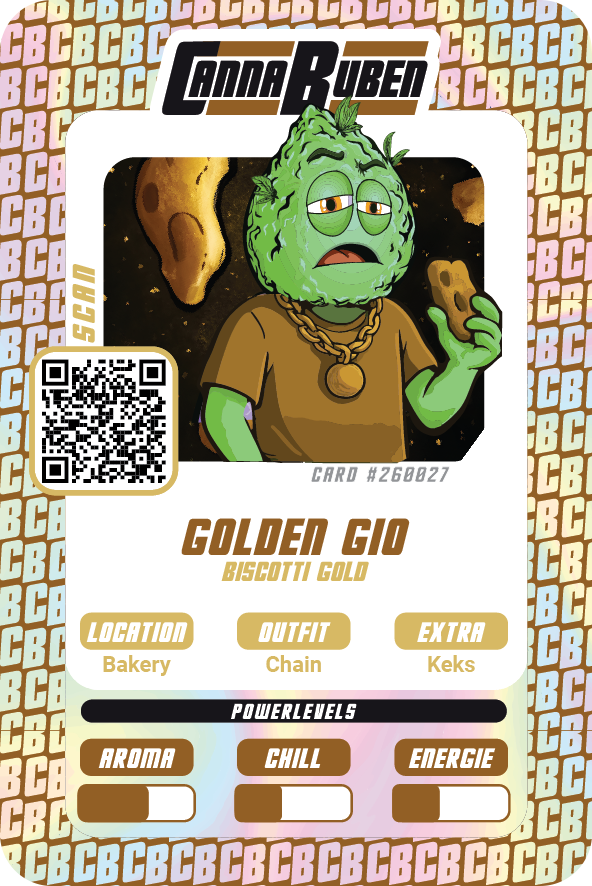 CANNABUBEN
SCAN
CARD #260027
GOLDEN GIO
BISCOTTI GOLD
LOCATION OUTFIT EXTRA
Bakery Chain Keks
POWERLEVELS
AROMA CHILL ENERGIE